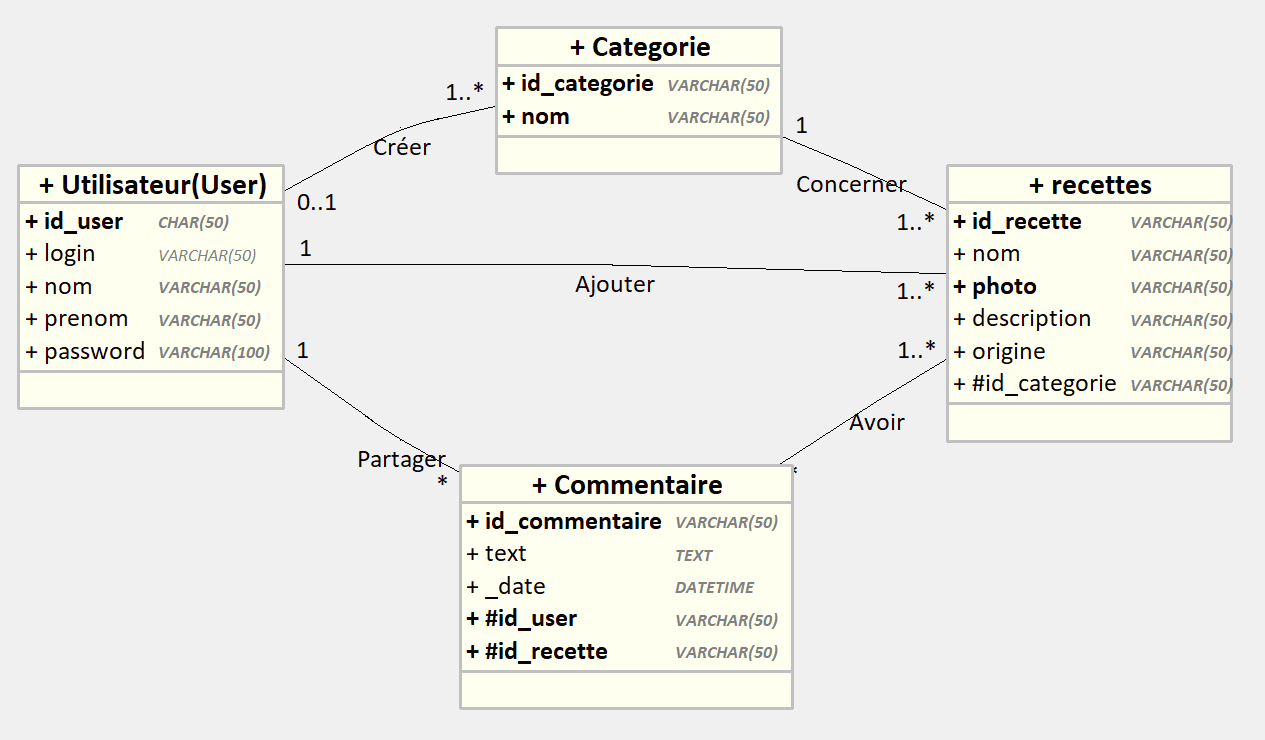 + Categorie
+ id_categorie VARCHAR(50)
+ nom VARCHAR(50)
1..*
Créer
0..1
1
Concerner
1..*
+ Utilisateur(User)
+ id_user CHAR(50)
+ login VARCHAR(50)
+ nom VARCHAR(50)
+ prenom VARCHAR(50)
+ password VARCHAR(100)
1
Ajouter
1..*
+ recettes
+ id_recette VARCHAR(50)
+ nom VARCHAR(50)
+ photo VARCHAR(50)
+ description VARCHAR(50)
+ origine VARCHAR(50)
+ #id_categorie VARCHAR(50)
1
Partager
*
1..*
Avoir
*
+ Commentaire
+ id_commentaire VARCHAR(50)
+ text TEXT
+ _date DATETIME
+ #id_user VARCHAR(50)
+ #id_recette VARCHAR(50)